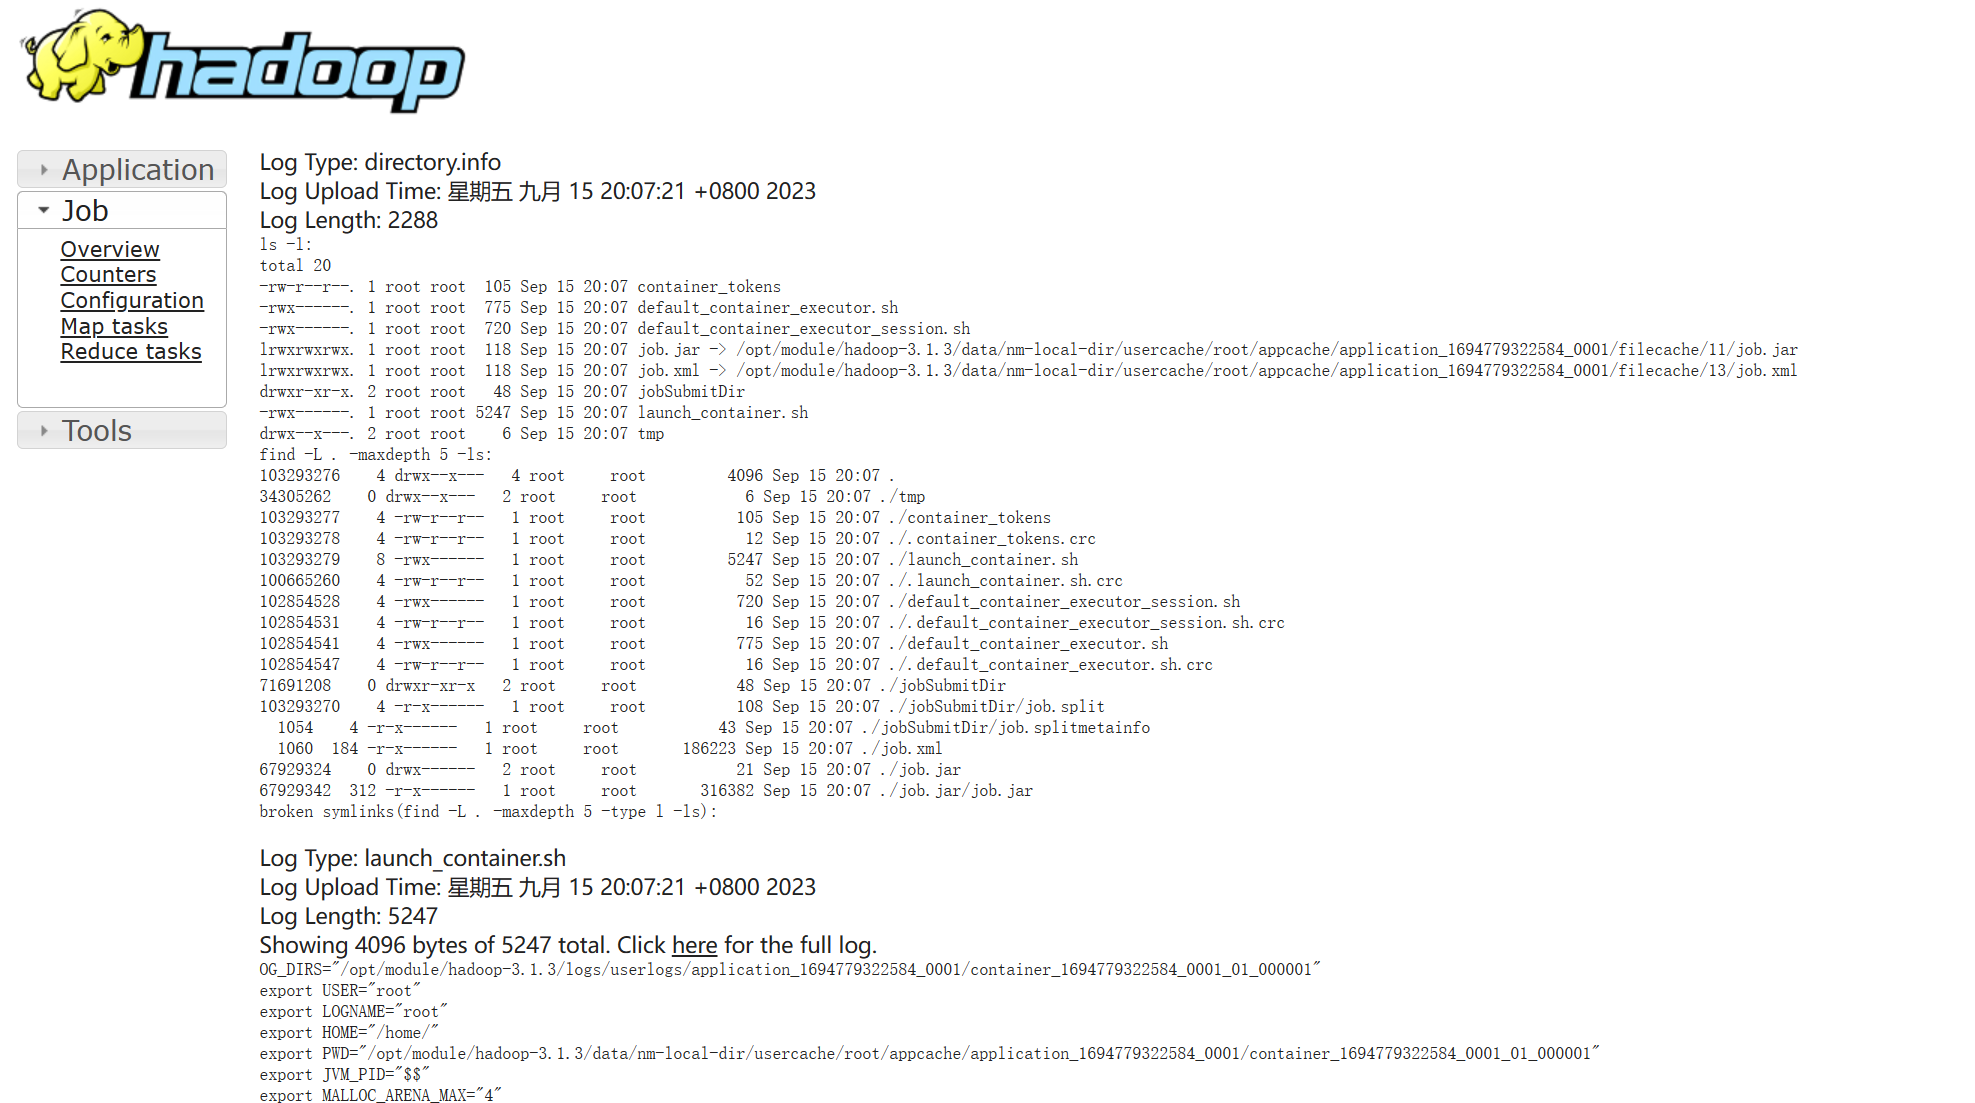 hadoop
Application
Job
Overview
Counters
Configuration
Map tasks
Reduce tasks
Tools
Log Type: directory.info
Log Upload Time: 星期五 九月 15 20:07:21 +0800 2023
Log Length: 2288
ls -l:
total 20
-rw-r--r--. 1 root root  105 Sep 15 20:07 container_tokens
-rwx------. 1 root root  775 Sep 15 20:07 default_container_executor.sh
-rwx------. 1 root root  720 Sep 15 20:07 default_container_executor_session.sh
lrwxrwxrwx. 1 root root  118 Sep 15 20:07 job.jar -> /opt/module/hadoop-3.1.3/data/nm-local-dir/usercache/root/appcache/application_1694779322584_0001/filecache/11/job.jar
lrwxrwxrwx. 1 root root  118 Sep 15 20:07 job.xml -> /opt/module/hadoop-3.1.3/data/nm-local-dir/usercache/root/appcache/application_1694779322584_0001/filecache/13/job.xml
drwxr-xr-x. 2 root root   48 Sep 15 20:07 jobSubmitDir
-rwx------. 1 root root 5247 Sep 15 20:07 launch_container.sh
drwx--x---. 2 root root    6 Sep 15 20:07 tmp
find -L . -maxdepth 5 -ls:
103293276    4 drwx--x---   4 root     root         4096 Sep 15 20:07 .
34305262    0 drwx--x---   2 root     root            6 Sep 15 20:07 ./tmp
103293277    4 -rw-r--r--   1 root     root          105 Sep 15 20:07 ./container_tokens
103293278    4 -rw-r--r--   1 root     root           12 Sep 15 20:07 ./.container_tokens.crc
103293279    8 -rwx------   1 root     root         5247 Sep 15 20:07 ./launch_container.sh
100665260    4 -rw-r--r--   1 root     root           52 Sep 15 20:07 ./.launch_container.sh.crc
102854528    4 -rwx------   1 root     root          720 Sep 15 20:07 ./default_container_executor_session.sh
102854531    4 -rw-r--r--   1 root     root           16 Sep 15 20:07 ./.default_container_executor_session.sh.crc
102854541    4 -rwx------   1 root     root          775 Sep 15 20:07 ./default_container_executor.sh
102854547    4 -rw-r--r--   1 root     root           16 Sep 15 20:07 ./.default_container_executor.sh.crc
71691208    0 drwxr-xr-x   2 root     root           48 Sep 15 20:07 ./jobSubmitDir
103293270    4 -r-x------   1 root     root          108 Sep 15 20:07 ./jobSubmitDir/job.split
  1054    4 -r-x------   1 root     root           43 Sep 15 20:07 ./jobSubmitDir/job.splitmetainfo
  1060  184 -r-x------   1 root     root       186223 Sep 15 20:07 ./job.xml
67929324    0 drwx------   2 root     root           21 Sep 15 20:07 ./job.jar
67929342  312 -r-x------   1 root     root       316382 Sep 15 20:07 ./job.jar/job.jar
broken symlinks(find -L . -maxdepth 5 -type l -ls):
Log Type: launch_container.sh
Log Upload Time: 星期五 九月 15 20:07:21 +0800 2023
Log Length: 5247
Showing 4096 bytes of 5247 total. Click here for the full log.
OG_DIRS="/opt/module/hadoop-3.1.3/logs/userlogs/application_1694779322584_0001/container_1694779322584_0001_01_000001"
export USER="root"
export LOGNAME="root"
export HOME="/home/"
export PWD="/opt/module/hadoop-3.1.3/data/nm-local-dir/usercache/root/appcache/application_1694779322584_0001/container_1694779322584_0001_01_000001"
export JVM_PID="$$"
export MALLOC_ARENA_MAX="4"